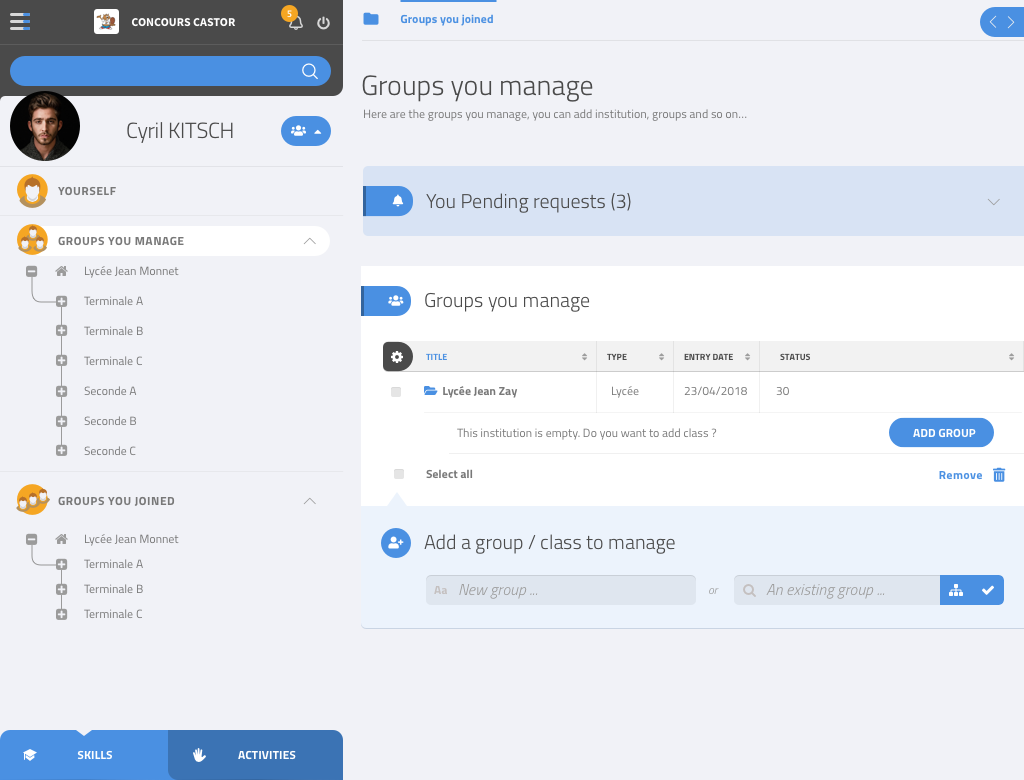 CONCOURS CASTOR
5
Cyril KITSCH
YOURSELF
GROUPS YOU MANAGE
Lycée Jean Monnet
Terminale A
Terminale B
Terminale C
Seconde A
Seconde B
Seconde C
GROUPS YOU JOINED
Lycée Jean Monnet
Terminale A
Terminale B
Terminale C
SKILLS
ACTIVITIES
Groups you joined
Groups you manage
Here are the groups you manage, you can add institution, groups and so on...
You Pending requests (3)
Groups you manage
TITLE TYPE ENTRY DATE STATUS
Lycée Jean Zay Lycée 23/04/2018 30
This institution is empty. Do you want to add class ? ADD GROUP
Select all Remove
Add a group / class to manage
Aa New group ... or An existing group ...